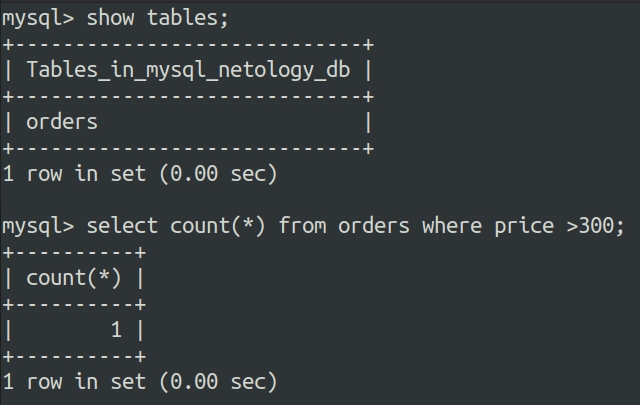 mysql> show tables;
+----------------------------+
| Tables_in_mysql_netology_db |
+----------------------------+
| orders                      |
+----------------------------+
1 row in set (0.00 sec)

mysql> select count(*) from orders where price >300;
+----------+
| count(*) |
+----------+
|        1 |
+----------+
1 row in set (0.00 sec)